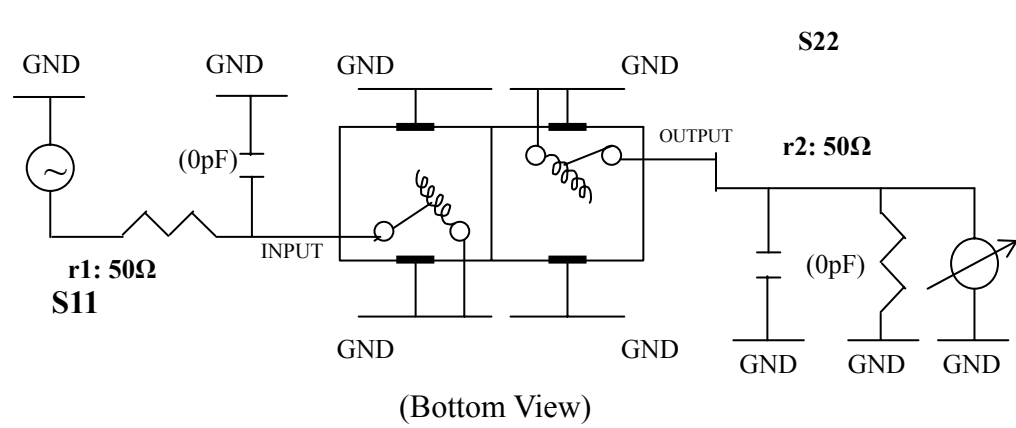 S22
GND
GND
GND
GND
OUTPUT
r2: 50Ω
(0pF)
~
INPUT
(0pF)
r1: 50Ω
S11
GND
GND
GND
GND
GND
(Bottom View)